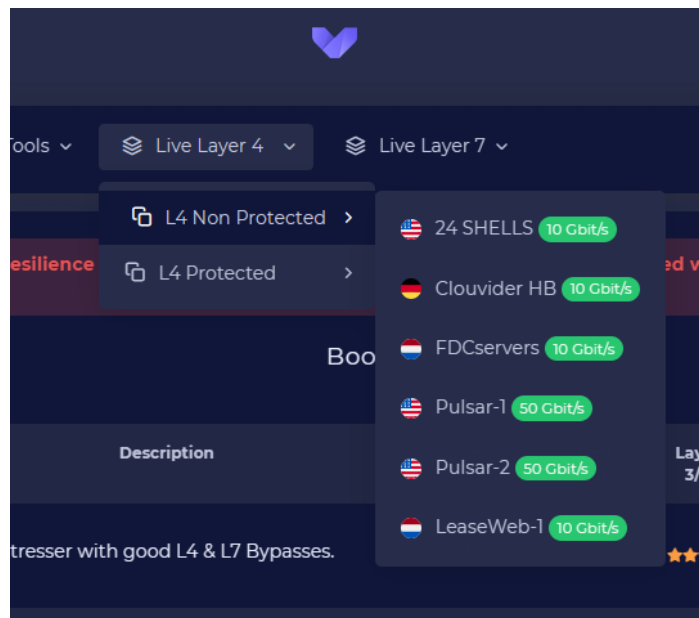 Tools
Live Layer 4
Live Layer 7
L4 Non Protected
L4 Protected
24 SHELLS 10 Gbit/s
Clouvider HB 10 Gbit/s
FDCservers 10 Gbit/s
Pulsar-1 50 Gbit/s
Pulsar-2 50 Gbit/s
LeaseWeb-1 10 Gbit/s
esilience
ed w
Boo
Description
Lay
3/
tresser with good L4 & L7 Bypasses.